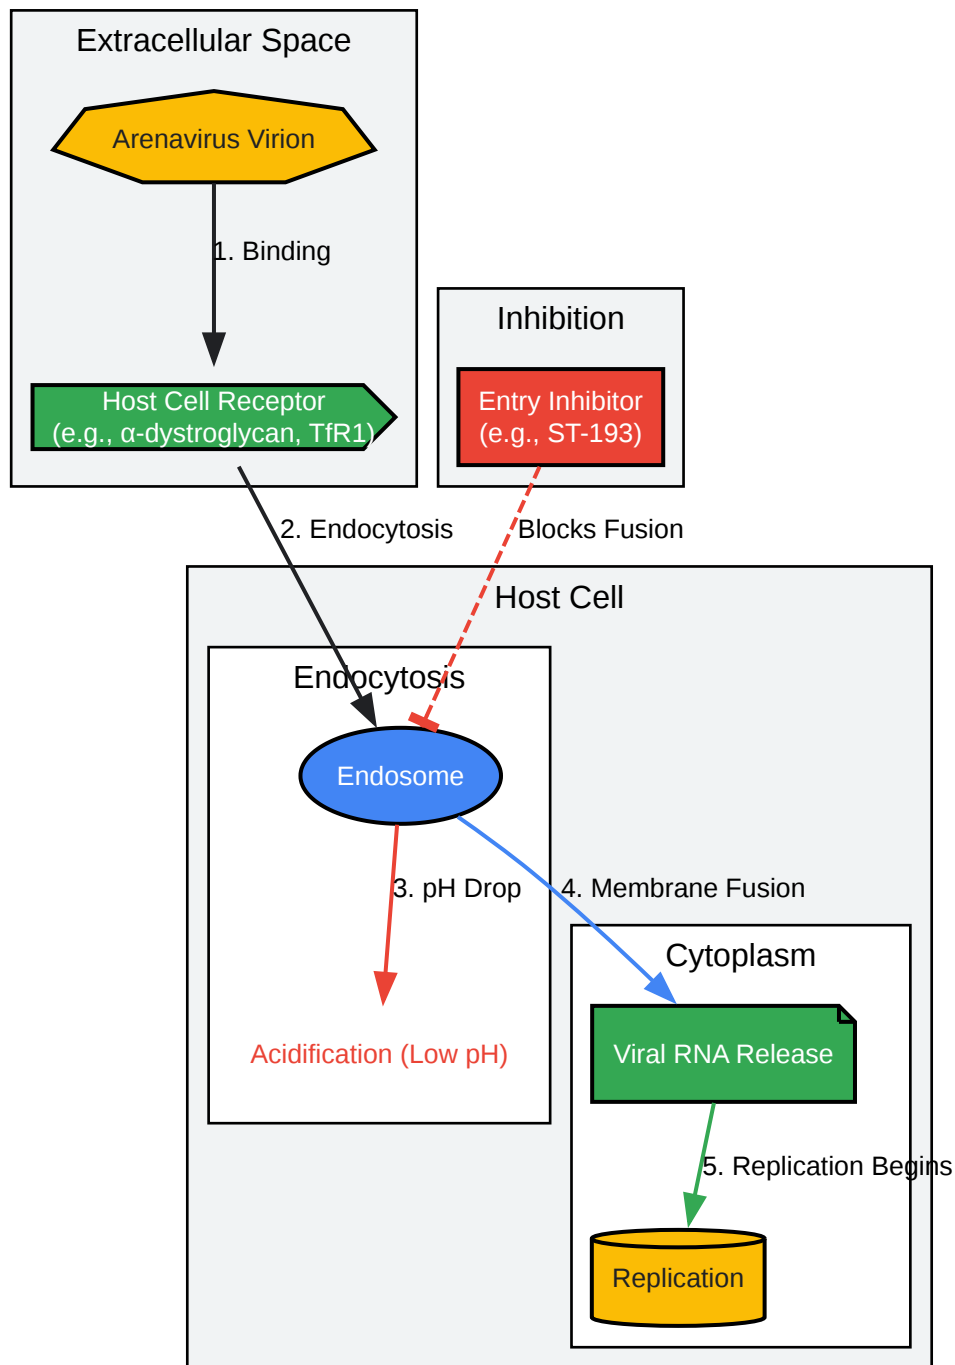 Extracellular Space
Arenavirus Virion
1. Binding
Host Cell Receptor
(e.g., α-dystroglycan, TfR1)
Inhibition
Entry Inhibitor
(e.g., ST-193)
2. Endocytosis
Blocks Fusion
Host Cell
Endocytosis
Endosome
3. pH Drop
4. Membrane Fusion
Cytoplasm
Acidification (Low pH)
Viral RNA Release
5. Replication Begins
Replication